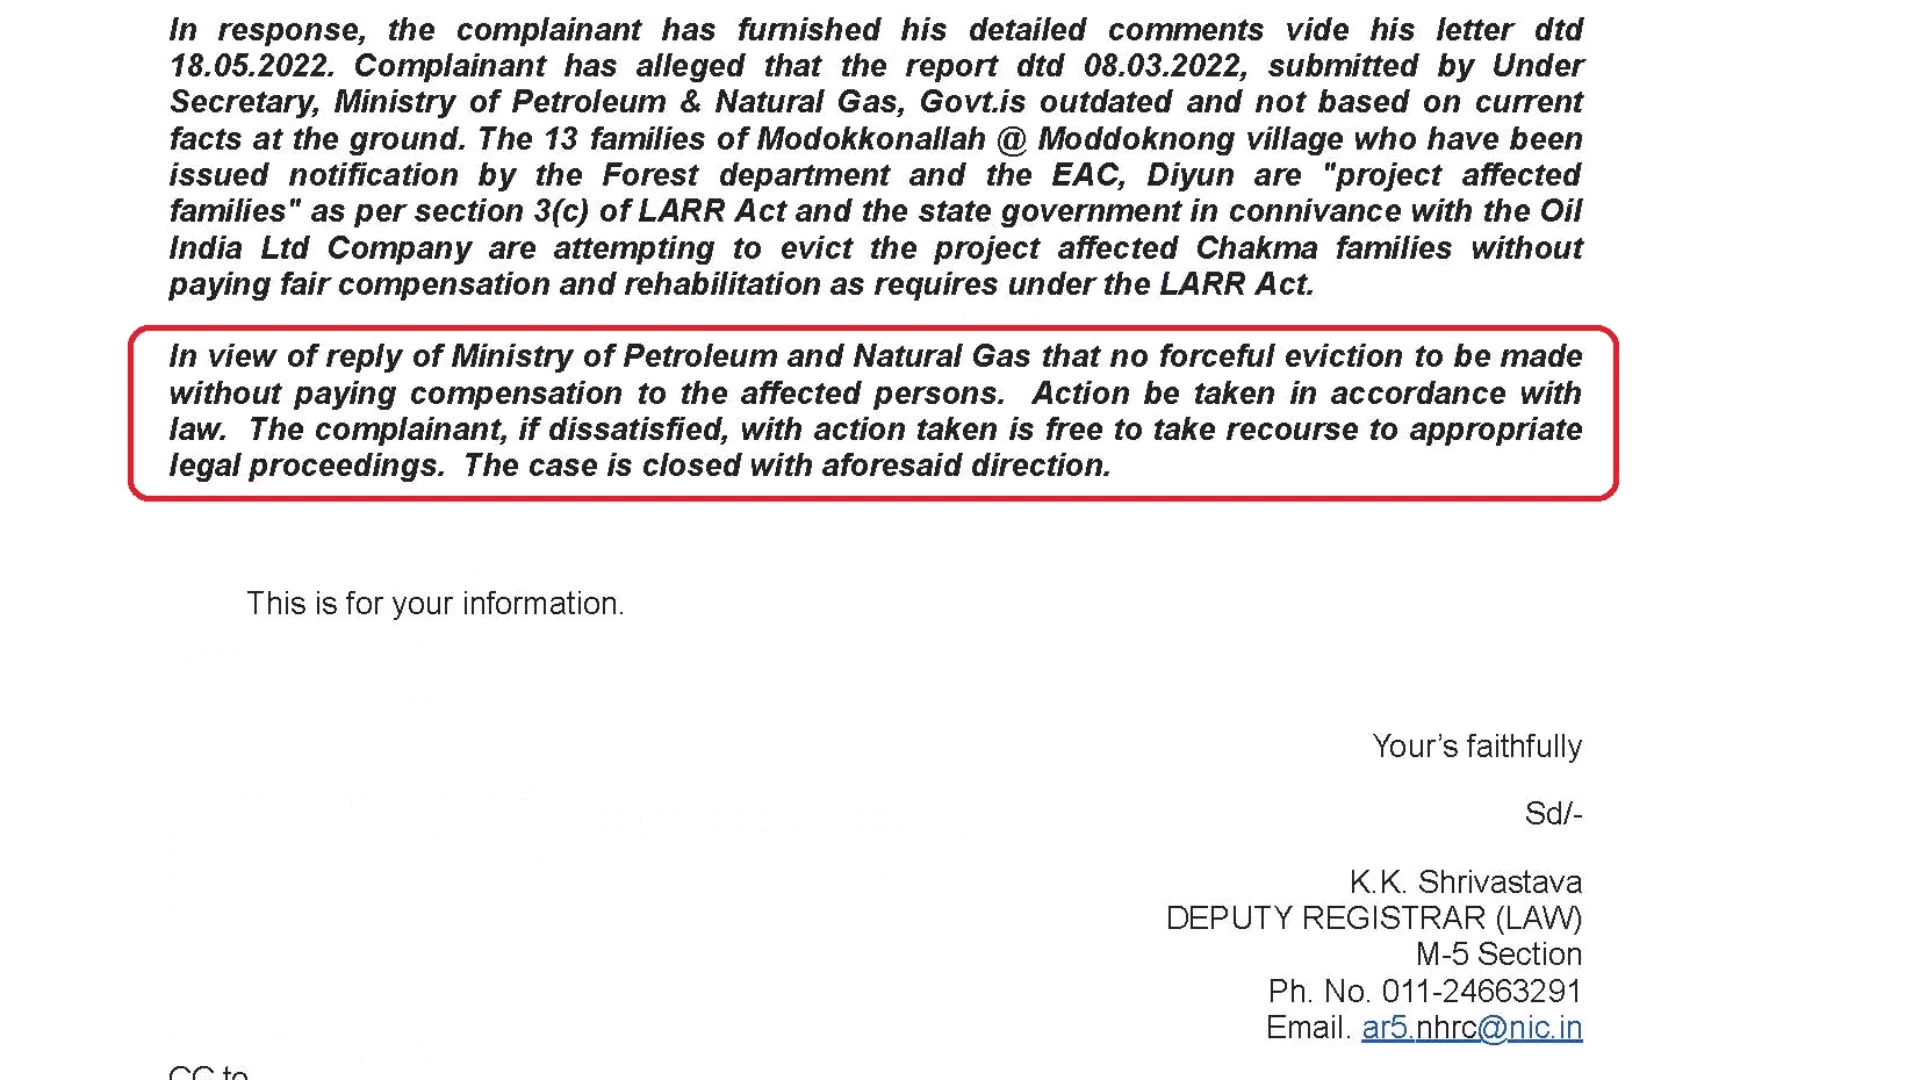 In response, the complainant has furnished his detailed comments vide his letter dtd
18.05.2022. Complainant has alleged that the report dtd 08.03.2022, submitted by Under
Secretary, Ministry of Petroleum & Natural Gas, Govt.is outdated and not based on current
facts at the ground. The 13 families of Modokkonallah @ Moddoknong village who have been
issued notification by the Forest department and the EAC, Diyun are "project affected
families" as per section 3(c) of LARR Act and the state government in connivance with the Oil
India Ltd Company are attempting to evict the project affected Chakma families without
paying fair compensation and rehabilitation as requires under the LARR Act.
In view of reply of Ministry of Petroleum and Natural Gas that no forceful eviction to be made
without paying compensation to the affected persons.  Action be taken in accordance with
law.  The complainant, if dissatisfied, with action taken is free to take recourse to appropriate
legal proceedings.  The case is closed with aforesaid direction.
This is for your information.
Your’s faithfully
Sd/-
K.K. Shrivastava
DEPUTY REGISTRAR (LAW)
M-5 Section
Ph. No. 011-24663291
Email. ar5.nhrc@nic.in
CC to